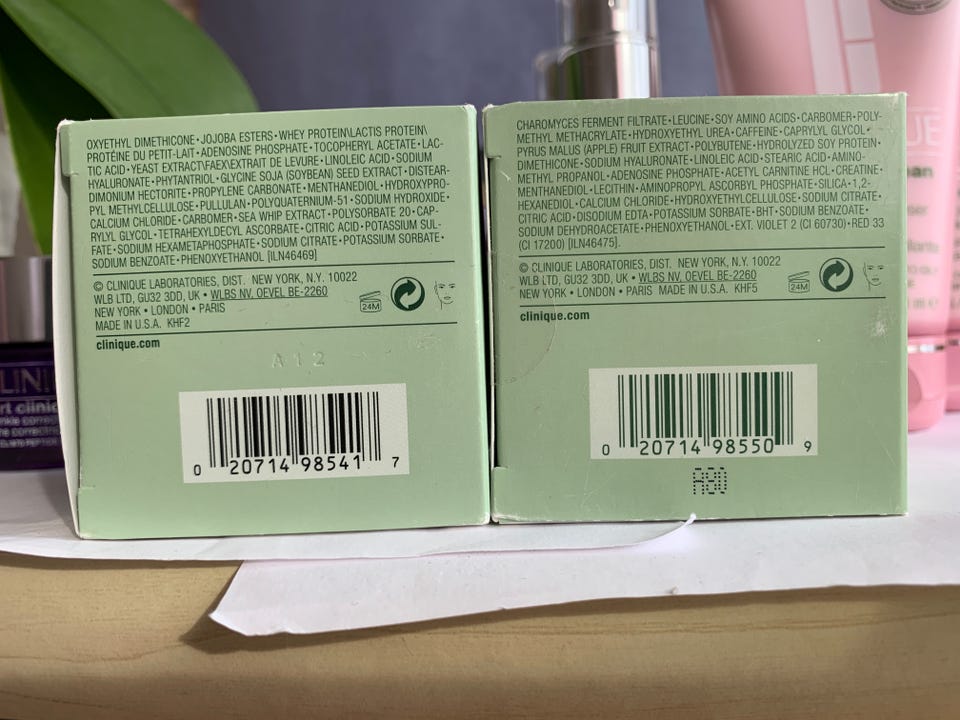 OXYETHYL DIMETHICONE•JOJOBA ESTERS•WHEY PROTEIN\LACTIS PROTEIN\
PROTÉINE DU PETIT-LAIT•ADENOSINE PHOSPHATE•TOCOPHERYL ACETATE•LAC-
TIC ACID•YEAST EXTRACT\FAEX\EXTRAIT DE LEVURE•LINOLEIC ACID•SODIUM
HYALURONATE•PHYTANTRIOL•GLYCINE SOJA (SOYBEAN) SEED EXTRACT•DISTEAR-
DIMONIUM HECTORITE•PROPYLENE CARBONATE•MENTHANEDIOL•HYDROXYPRO-
PYL METHYLCELLULOSE•PULLULAN•POLYQUATERNIUM-51•SODIUM HYDROXIDE•
CALCIUM CHLORIDE•CARBOMER•SEA WHIP EXTRACT•POLYSORBATE 20•CAP-
RYLYL GLYCOL•TETRAHEXYLDECYL ASCORBATE•CITRIC ACID•POTASSIUM SUL-
FATE•SODIUM HEXAMETAPHOSPHATE•SODIUM CITRATE•POTASSIUM SORBATE•
SODIUM BENZOATE•PHENOXYETHANOL [ILN46469]
© CLINIQUE LABORATORIES, DIST. NEW YORK, N.Y. 10022
WLB LTD, GU32 3DD, UK • WLBS NV, OEVEL BE-2260
NEW YORK • LONDON • PARIS
MADE IN U.S.A. KHF2
24M
clinique.com
A12
0 20714 98541 7
CHAROMYCES FERMENT FILTRATE•LEUCINE•SOY AMINO ACIDS•CARBOMER•POLY-
METHYL METHACRYLATE•HYDROXYETHYL UREA•CAFFEINE•CAPRYLYL GLYCOL•
PYRUS MALUS (APPLE) FRUIT EXTRACT•POLYBUTENE•HYDROLYZED SOY PROTEIN•
DIMETHICONE•SODIUM HYALURONATE•LINOLEIC ACID•STEARIC ACID•AMINO-
METHYL PROPANOL•ADENOSINE PHOSPHATE•ACETYL CARNITINE HCL•CREATINE•
MENTHANEDIOL•LECITHIN•AMINOPROPYL ASCORBYL PHOSPHATE•SILICA•1,2-
HEXANEDIOL•CALCIUM CHLORIDE•HYDROXYETHYLCELLULOSE•SODIUM CITRATE•
CITRIC ACID•DISODIUM EDTA•POTASSIUM SORBATE•BHT•SODIUM BENZOATE•
SODIUM DEHYDROACETATE•PHENOXYETHANOL•EXT. VIOLET 2 (CI 60730)•RED 33
(CI 17200) [ILN46475].
© CLINIQUE LABORATORIES, DIST. NEW YORK, N.Y. 10022
WLB LTD, GU32 3DD, UK • WLBS NV, OEVEL BE-2260
NEW YORK • LONDON • PARIS MADE IN U.S.A. KHF5
24M
clinique.com
0 20714 98550 9
A80